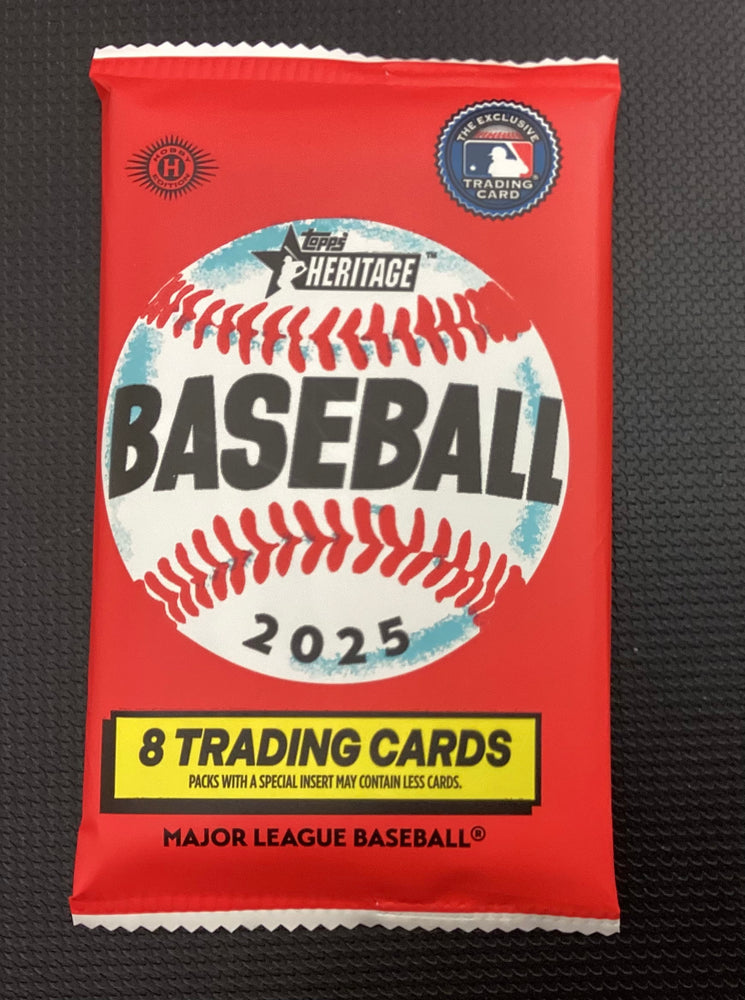 HOBBY
H
EDITION
THE EXCLUSIVE
TRADING
CARD
Topps®
HERITAGE™
BASEBALL
2025
8 TRADING CARDS
PACKS WITH A SPECIAL INSERT MAY CONTAIN LESS CARDS.
MAJOR LEAGUE BASEBALL®